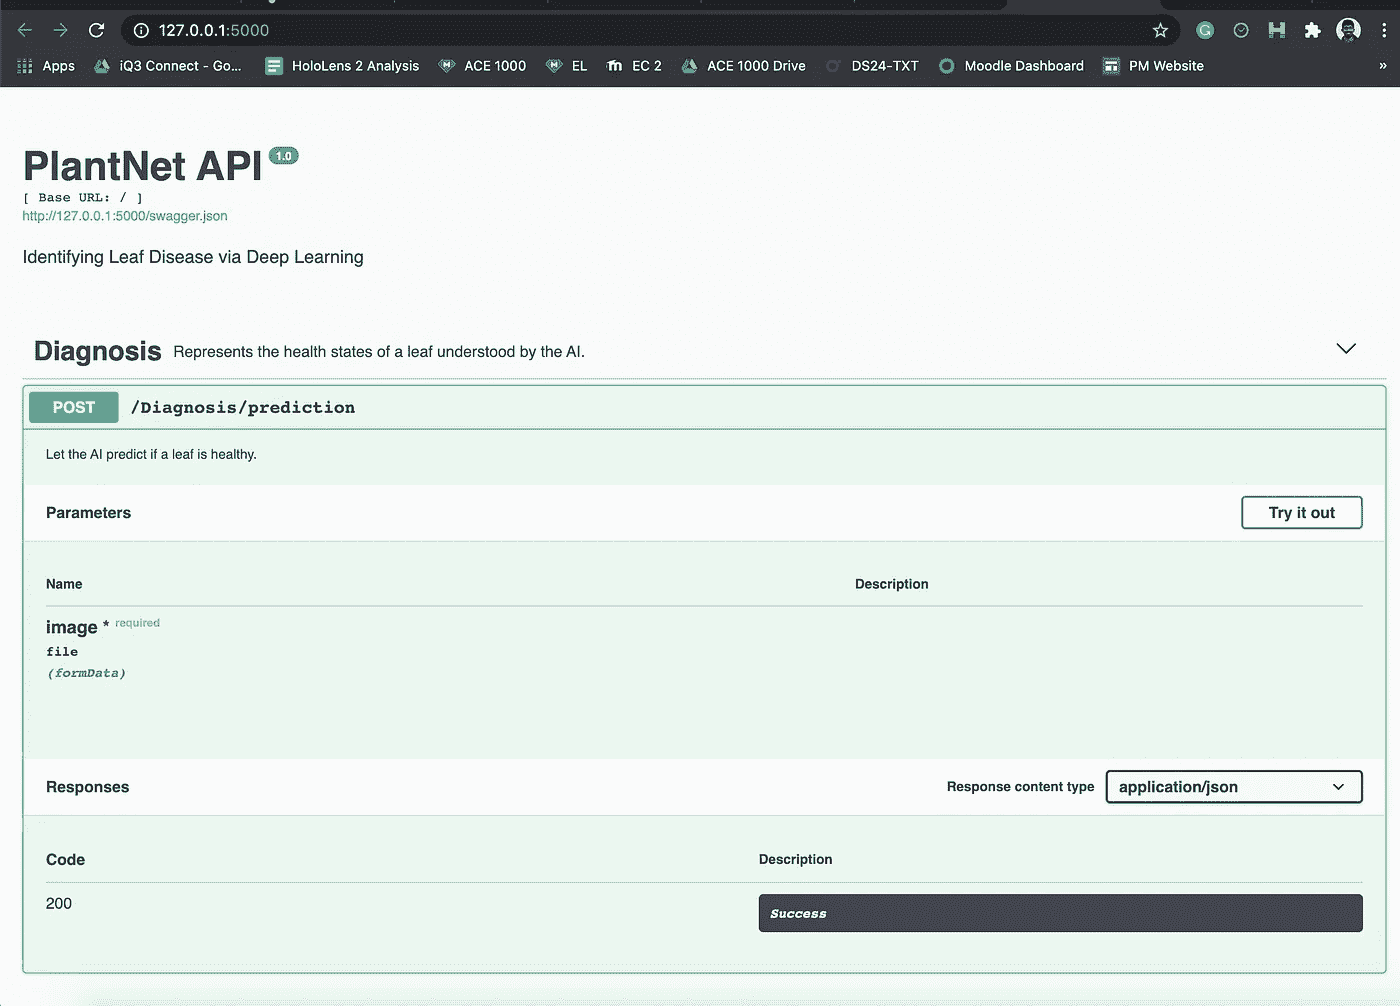 127.0.0.1:5000
Apps iQ3 Connect - Go... HoloLens 2 Analysis ACE 1000 EL EC 2 ACE 1000 Drive DS24-TXT Moodle Dashboard PM Website »
PlantNet API 1.0
[ Base URL: / ]
http://127.0.0.1:5000/swagger.json
Identifying Leaf Disease via Deep Learning
Diagnosis Represents the health states of a leaf understood by the AI.
POST /Diagnosis/prediction
Let the AI predict if a leaf is healthy.
Parameters Try it out
Name Description
image * required
file
(formData)
Responses Response content type application/json
Code Description
200 Success